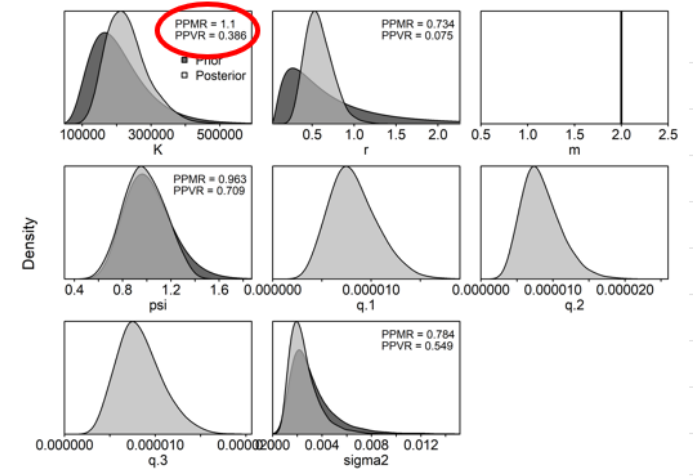 PPMR = 1.1
PPVR = 0.386
Prior
Posterior
100000 300000 500000
K
PPMR = 0.734
PPVR = 0.075
0.5 1.0 1.5 2.0
r
0.5 1.0 1.5 2.0 2.5
m
Density
PPMR = 0.963
PPVR = 0.709
0.4 0.8 1.2 1.6
psi
0.000000 0.000010
q.1
0.000000 0.000010 0.000020
q.2
0.000000 0.000010
q.3
PPMR = 0.784
PPVR = 0.549
0.004 0.008 0.012
sigma2